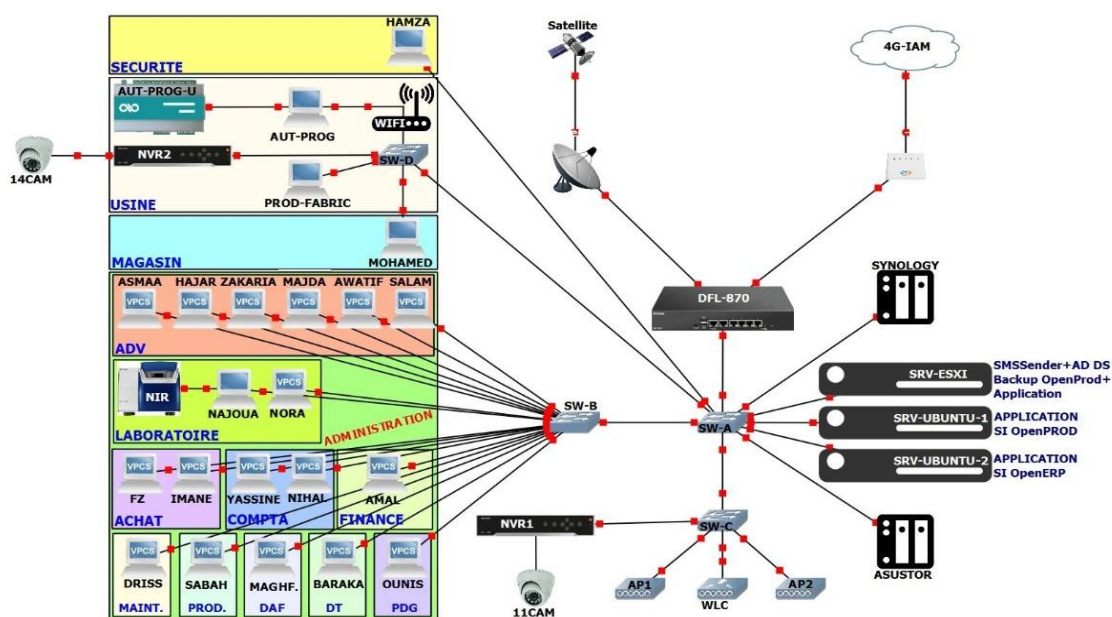 HAMZA
SECURITE
AUT-PROG-U
AUT-PROG
WIFI
14CAM
NVR2
SW-D
PROD-FABRIC
USINE
MAGASIN
MOHAMED
ASMAA HAJAR ZAKARIA MAJDA AWATIF SALAM
VPCS VPCS VPCS VPCS VPCS VPCS
ADV
NIR
NAJOUA
VPCS
NORA
LABORATOIRE
ADMINISTRATION
VPCS VPCS VPCS VPCS VPCS
FZ IMANE YASSINE NIHAL AMAL
ACHAT COMPTA FINANCE
VPCS VPCS VPCS VPCS VPCS
DRISS SABAH MAGHF. BARAKA OUNIS
MAINT. PROD. DAF DT PDG
Satellite
4G-IAM
DFL-870
SYNOLOGY
SW-B
SW-A
SRV-ESXI
SMSSender+AD DS
Backup OpenProd+
Application
SRV-UBUNTU-1
APPLICATION
SI OpenPROD
SRV-UBUNTU-2
APPLICATION
SI OpenERP
ASUSTOR
NVR1
SW-C
11CAM
AP1
WLC
AP2